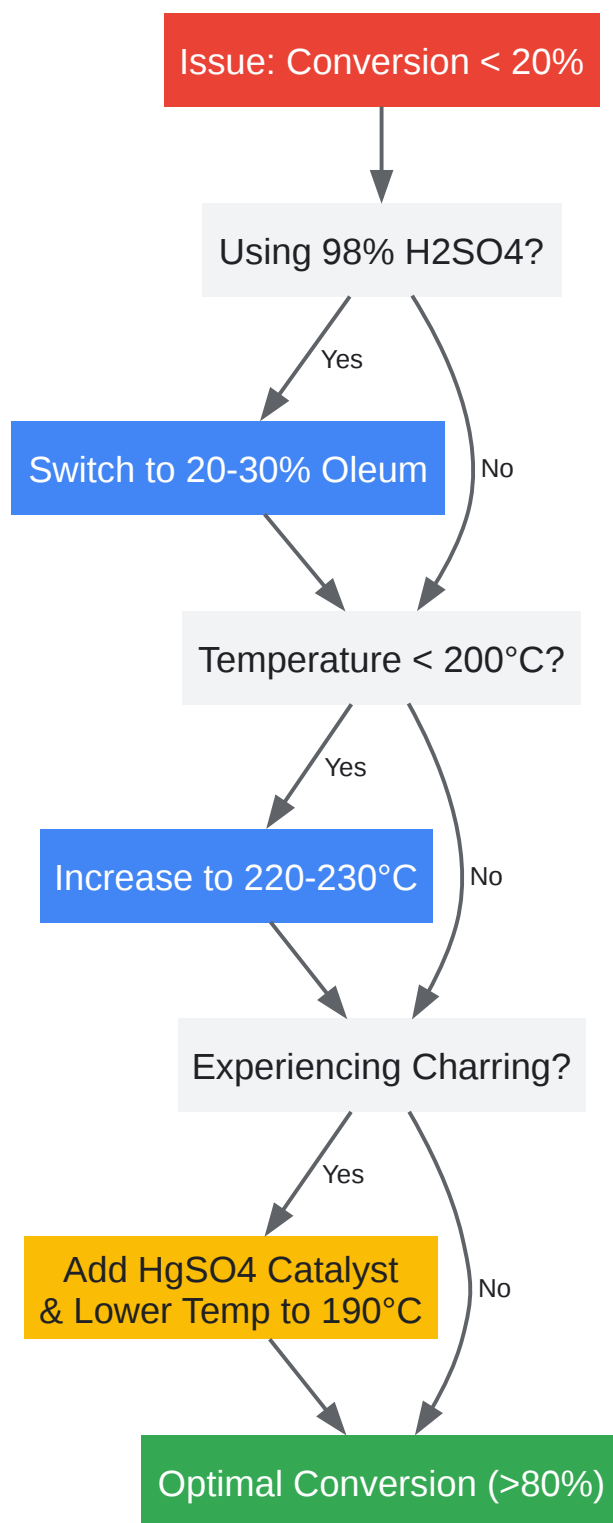 Issue: Conversion < 20%
Using 98% H2SO4?
Yes
Switch to 20-30% Oleum
No
Temperature < 200°C?
Yes
Increase to 220-230°C
No
Experiencing Charring?
Yes
Add HgSO4 Catalyst
& Lower Temp to 190°C
No
Optimal Conversion (>80%)